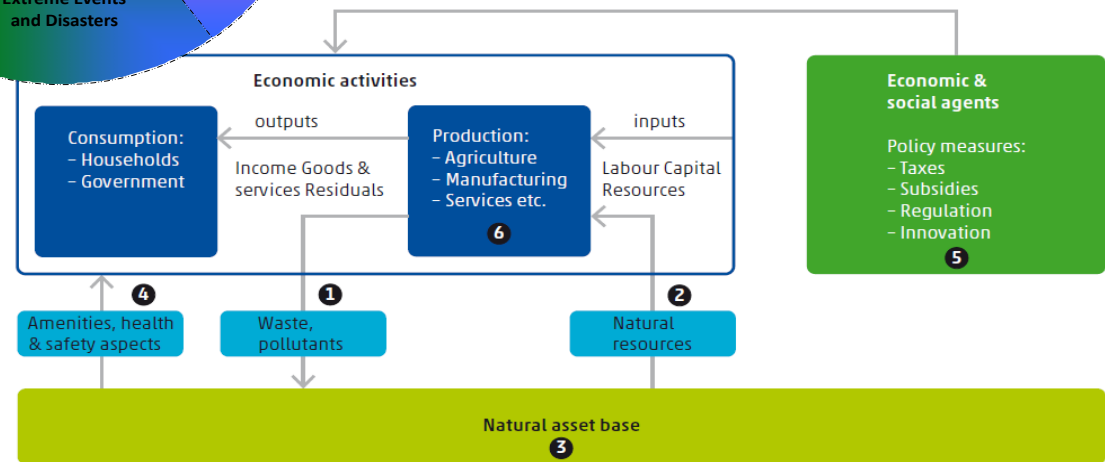 Extreme Events
and Disasters
Economic activities
Consumption:
– Households
– Government
outputs
Income Goods &
services Residuals
Production:
– Agriculture
– Manufacturing
– Services etc.
6
inputs
Labour Capital
Resources
Economic &
social agents
Policy measures:
– Taxes
– Subsidies
– Regulation
– Innovation
5
4
1
2
Amenities, health
& safety aspects
Waste,
pollutants
Natural
resources
Natural asset base
3